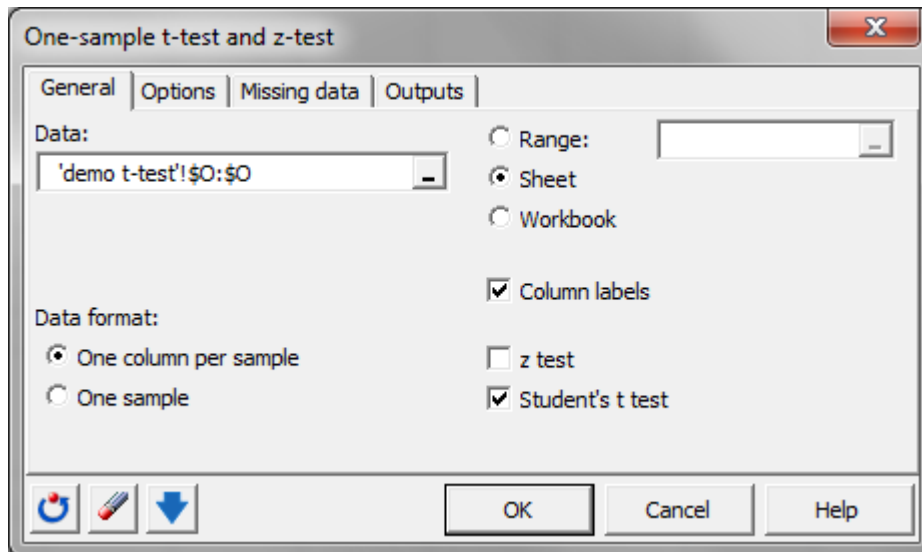 One-sample t-test and z-test
General
Options
Missing data
Outputs
Data:
'demo t-test'!$O:$O
Range:
Sheet
Workbook
Column labels
Data format:
One column per sample
One sample
z test
Student's t test
OK
Cancel
Help